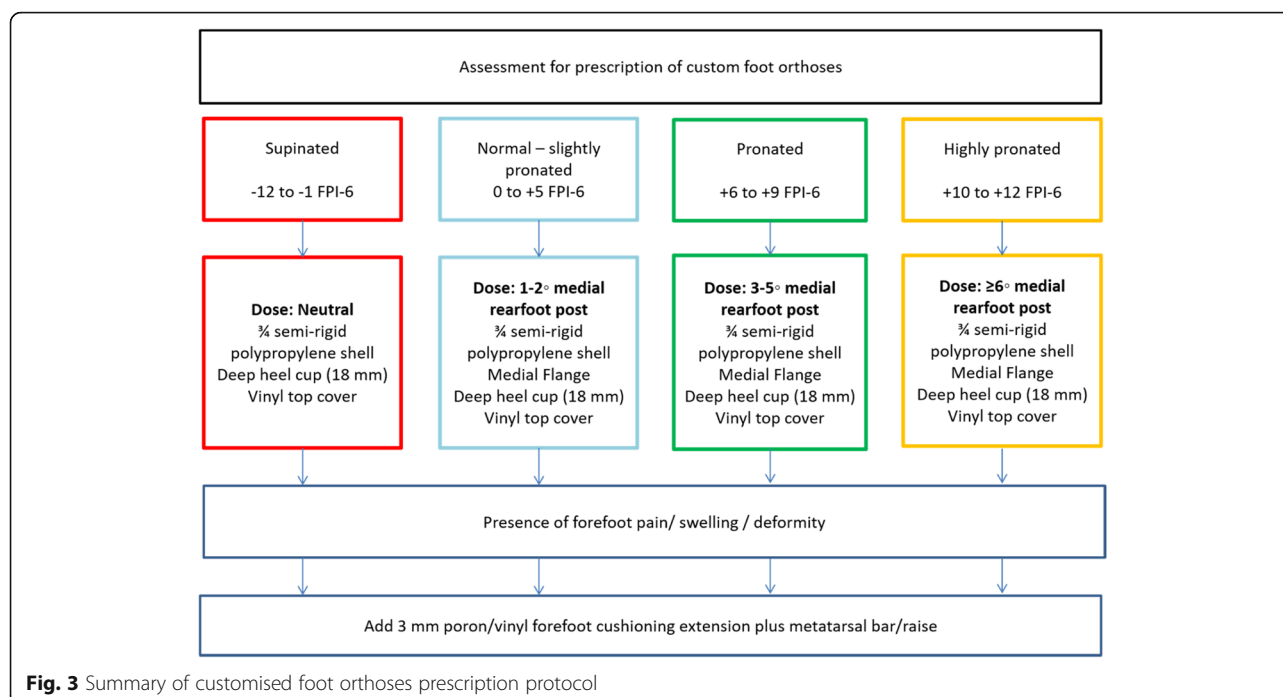 Assessment for prescription of custom foot orthoses
Supinated
-12 to -1 FPI-6
Normal – slightly
pronated
0 to +5 FPI-6
Pronated
+6 to +9 FPI-6
Highly pronated
+10 to +12 FPI-6
Dose: Neutral
¾ semi-rigid
polypropylene shell
Deep heel cup (18 mm)
Vinyl top cover
Dose: 1-2◦ medial
rearfoot post
¾ semi-rigid
polypropylene shell
Medial Flange
Deep heel cup (18 mm)
Vinyl top cover
Dose: 3-5◦ medial
rearfoot post
¾ semi-rigid
polypropylene shell
Medial Flange
Deep heel cup (18 mm)
Vinyl top cover
Dose: ≥6◦ medial
rearfoot post
¾ semi-rigid
polypropylene shell
Medial Flange
Deep heel cup (18 mm)
Vinyl top cover
Presence of forefoot pain/ swelling / deformity
Add 3 mm poron/vinyl forefoot cushioning extension plus metatarsal bar/raise
Fig. 3 Summary of customised foot orthoses prescription protocol